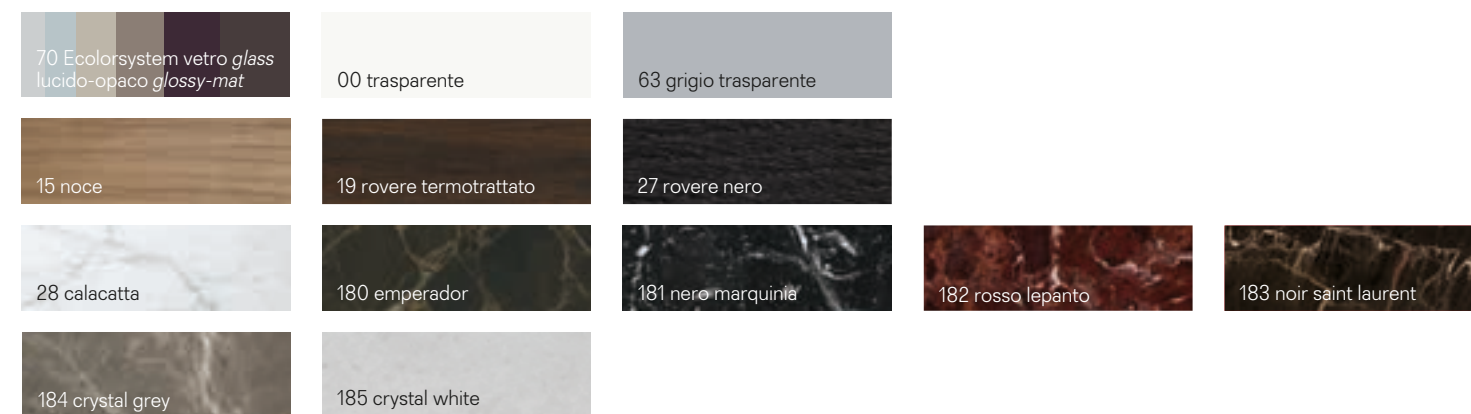 70 Ecolorsystem vetro glass
lucido-opaco glossy-mat
00 trasparente
63 grigio trasparente
15 noce
19 rovere termotrattato
27 rovere nero
28 calacatta
180 emperador
181 nero marquinia
182 rosso lepanto
183 noir saint laurent
184 crystal grey
185 crystal white